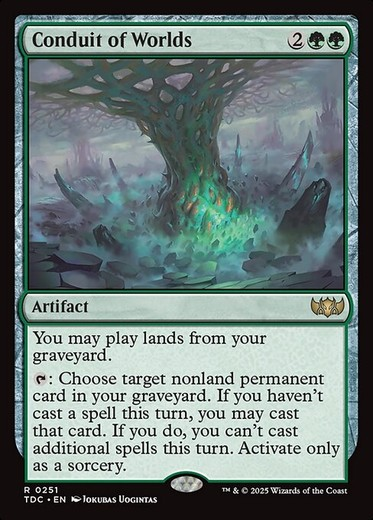 Conduit of Worlds 2
Artifact
You may play lands from your
graveyard.
: Choose target nonland permanent
card in your graveyard. If you haven't
cast a spell this turn, you may cast
that card. If you do, you can't cast
additional spells this turn. Activate only
as a sorcery.
R 0251
TDC • EN Jokubas Uogintas
™ & © 2025 Wizards of the Coast